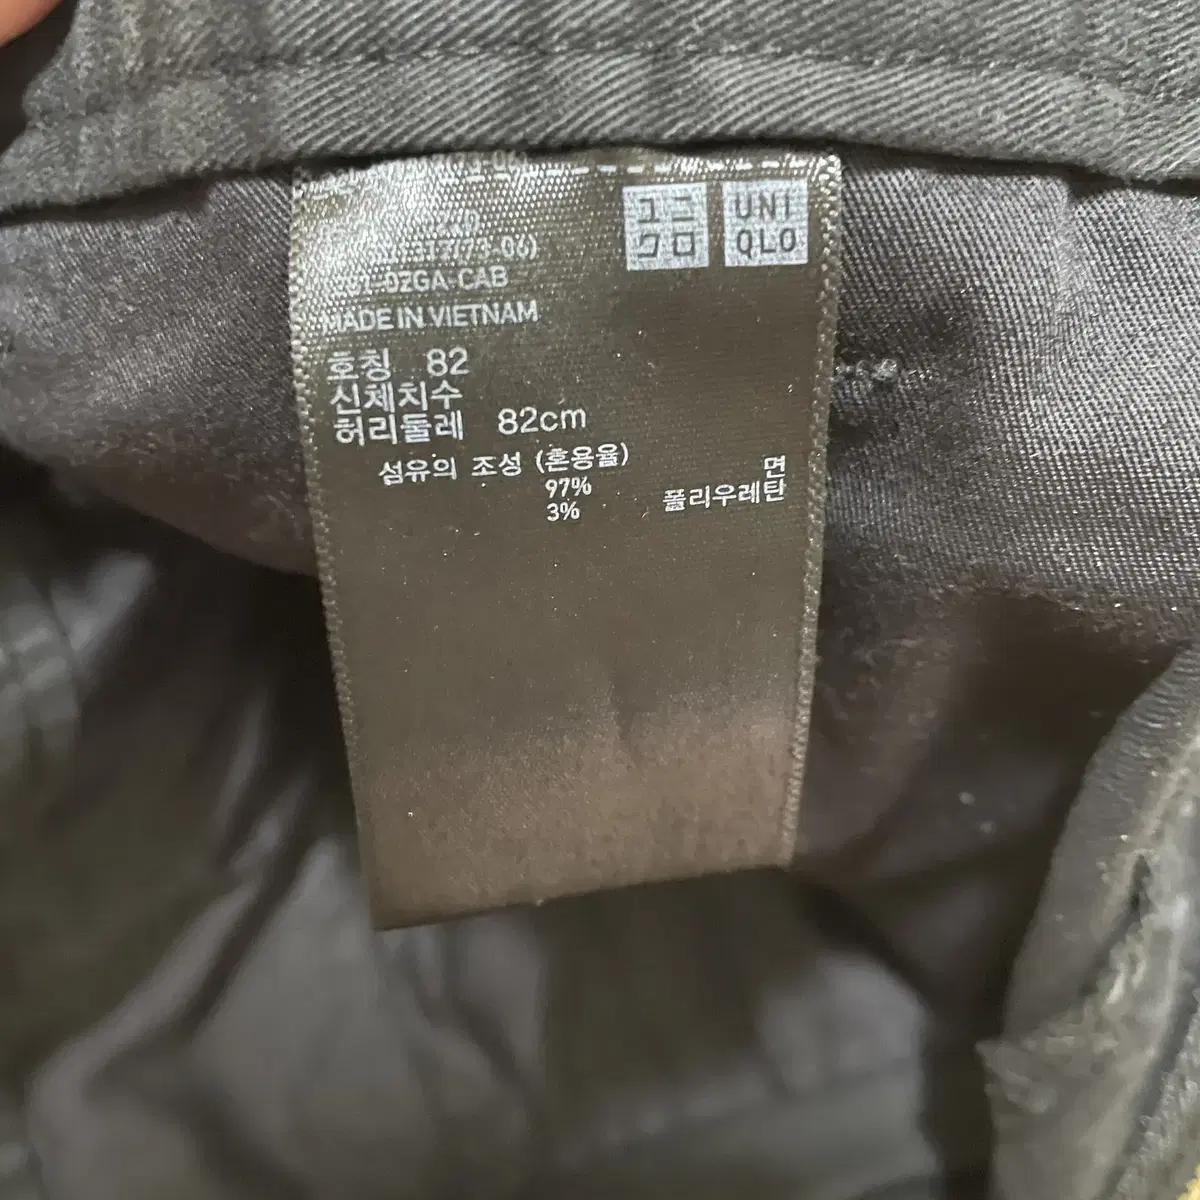 ユニ
クロ
UNI
QLO
MADE IN VIETNAM
호칭 82
신체치수
허리둘레 82cm
섬유의 조성 (혼용율)
97% 면
3% 폴리우레탄